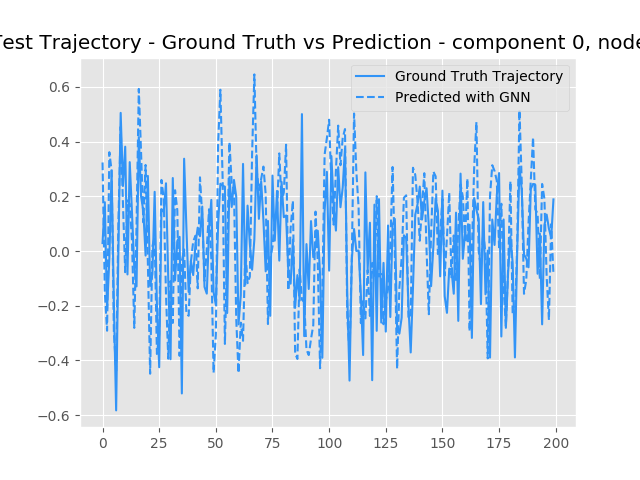 Test Trajectory - Ground Truth vs Prediction - component 0, node
Ground Truth Trajectory
Predicted with GNN
0.6
0.4
0.2
0.0
−0.2
−0.4
−0.6
0 25 50 75 100 125 150 175 200